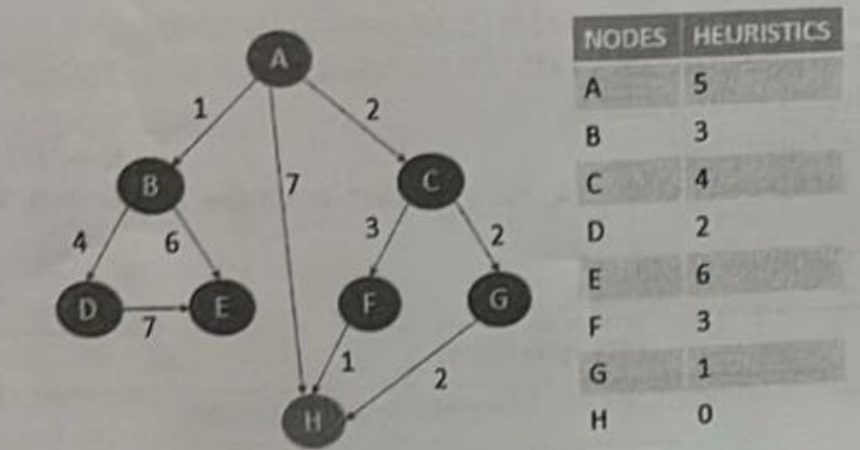 A
1
2
B
7
C
4
6
3
2
D
E
F
G
7
1
2
H
NODES HEURISTICS
A 5
B 3
C 4
D 2
E 6
F 3
G 1
H 0